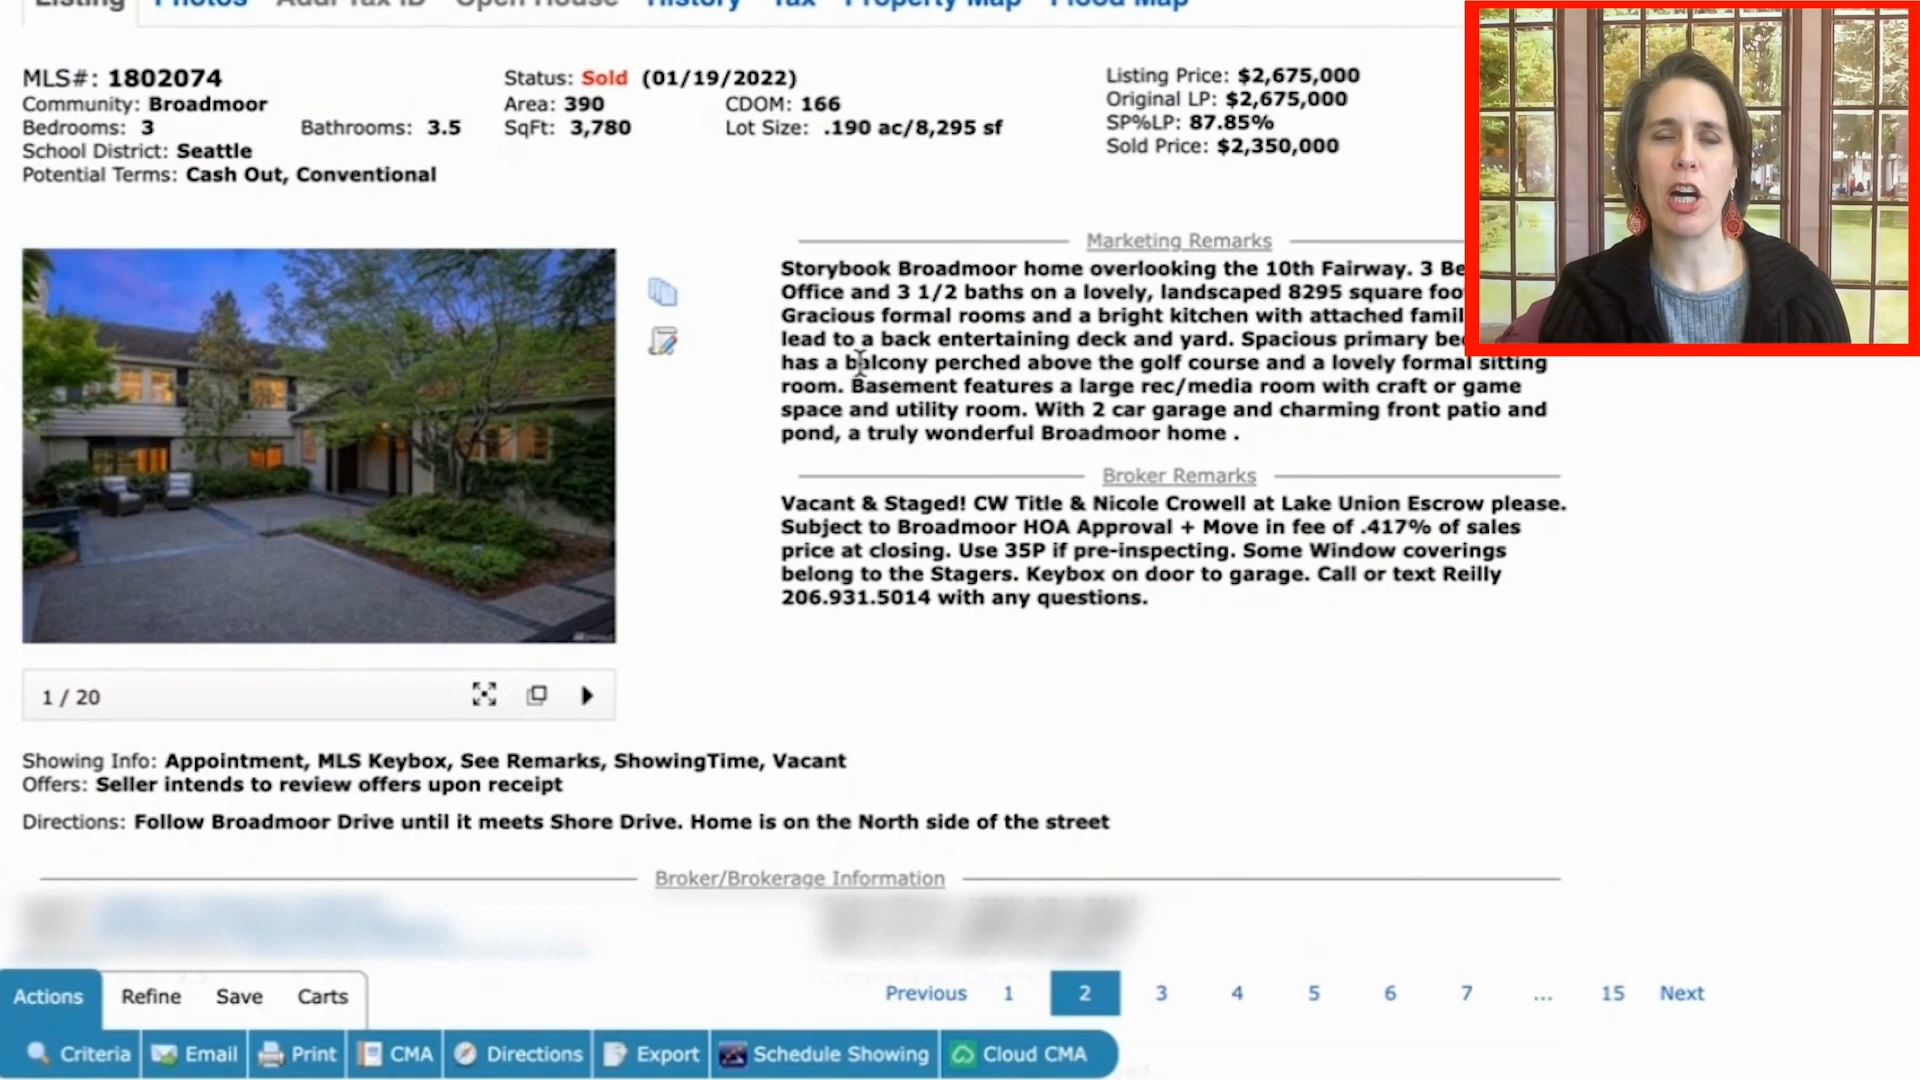 Listing Photos Addl Tax ID Open House History Tax Property Map Flood Map
MLS#: 1802074
Community: Broadmoor
Bedrooms: 3 Bathrooms: 3.5
School District: Seattle
Potential Terms: Cash Out, Conventional
Status: Sold (01/19/2022)
Area: 390 CDOM: 166
SqFt: 3,780 Lot Size: .190 ac/8,295 sf
Listing Price: $2,675,000
Original LP: $2,675,000
SP%LP: 87.85%
Sold Price: $2,350,000
Marketing Remarks
Storybook Broadmoor home overlooking the 10th Fairway. 3 Be
Office and 3 1/2 baths on a lovely, landscaped 8295 square foo
Gracious formal rooms and a bright kitchen with attached famil
lead to a back entertaining deck and yard. Spacious primary be
has a balcony perched above the golf course and a lovely formal sitting
room. Basement features a large rec/media room with craft or game
space and utility room. With 2 car garage and charming front patio and
pond, a truly wonderful Broadmoor home .
Broker Remarks
Vacant & Staged! CW Title & Nicole Crowell at Lake Union Escrow please.
Subject to Broadmoor HOA Approval + Move in fee of .417% of sales
price at closing. Use 35P if pre-inspecting. Some Window coverings
belong to the Stagers. Keybox on door to garage. Call or text Reilly
206.931.5014 with any questions.
1 / 20
Showing Info: Appointment, MLS Keybox, See Remarks, ShowingTime, Vacant
Offers: Seller intends to review offers upon receipt
Directions: Follow Broadmoor Drive until it meets Shore Drive. Home is on the North side of the street
Broker/Brokerage Information
Actions Refine Save Carts
Previous 1 2 3 4 5 6 7 ... 15 Next
Criteria Email Print CMA Directions Export Schedule Showing Cloud CMA